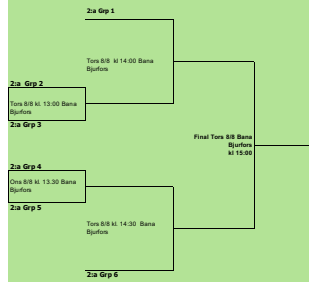 2:a Grp 1
Tors 8/8 kl 14:00 Bana
Bjurfors
2:a Grp 2
Tors 8/8 kl. 13:00 Bana
Bjurfors
2:a Grp 3
Final Tors 8/8 Bana
Bjurfors
kl 15:00
2:a Grp 4
Ons 8/8 kl. 13.30 Bana
Bjurfors
2:a Grp 5
Tors 8/8 kl. 14:30 Bana
Bjurfors
2:a Grp 6